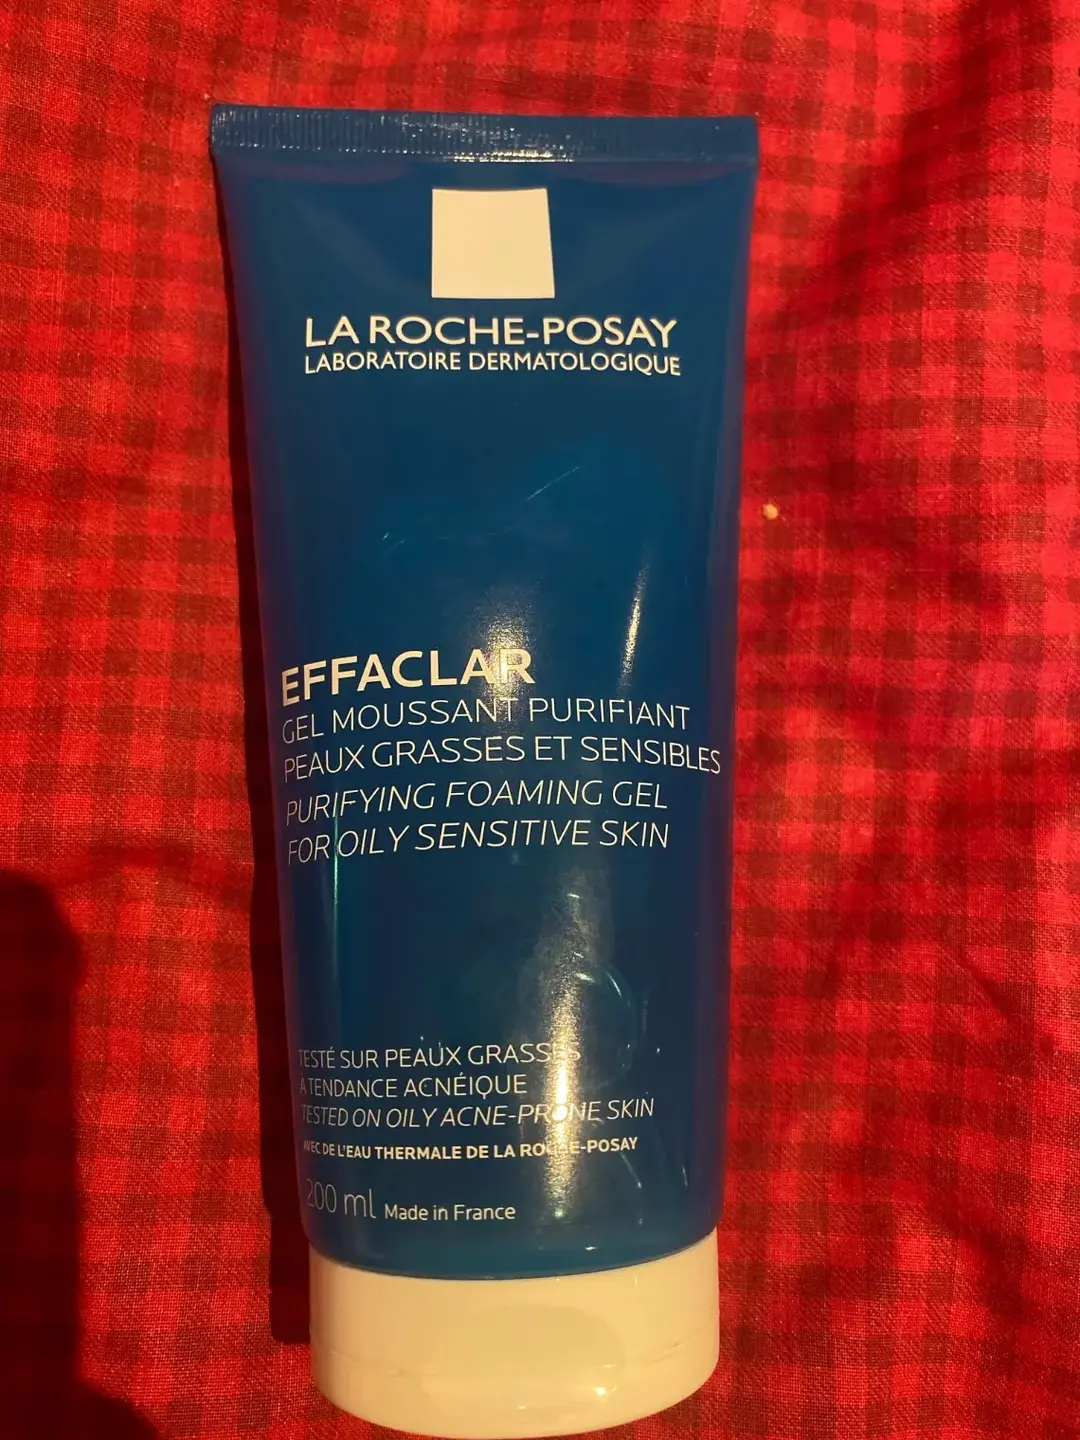 LA ROCHE-POSAY
LABORATOIRE DERMATOLOGIQUE
EFFACLAR
GEL MOUSSANT PURIFIANT
PEAUX GRASSES ET SENSIBLES
PURIFYING FOAMING GEL
FOR OILY SENSITIVE SKIN
TESTÉ SUR PEAUX GRASSES
À TENDANCE ACNÉIQUE
TESTED ON OILY ACNE-PRONE SKIN
AVEC DE L'EAU THERMALE DE LA ROCHE-POSAY
200 ml Made in France